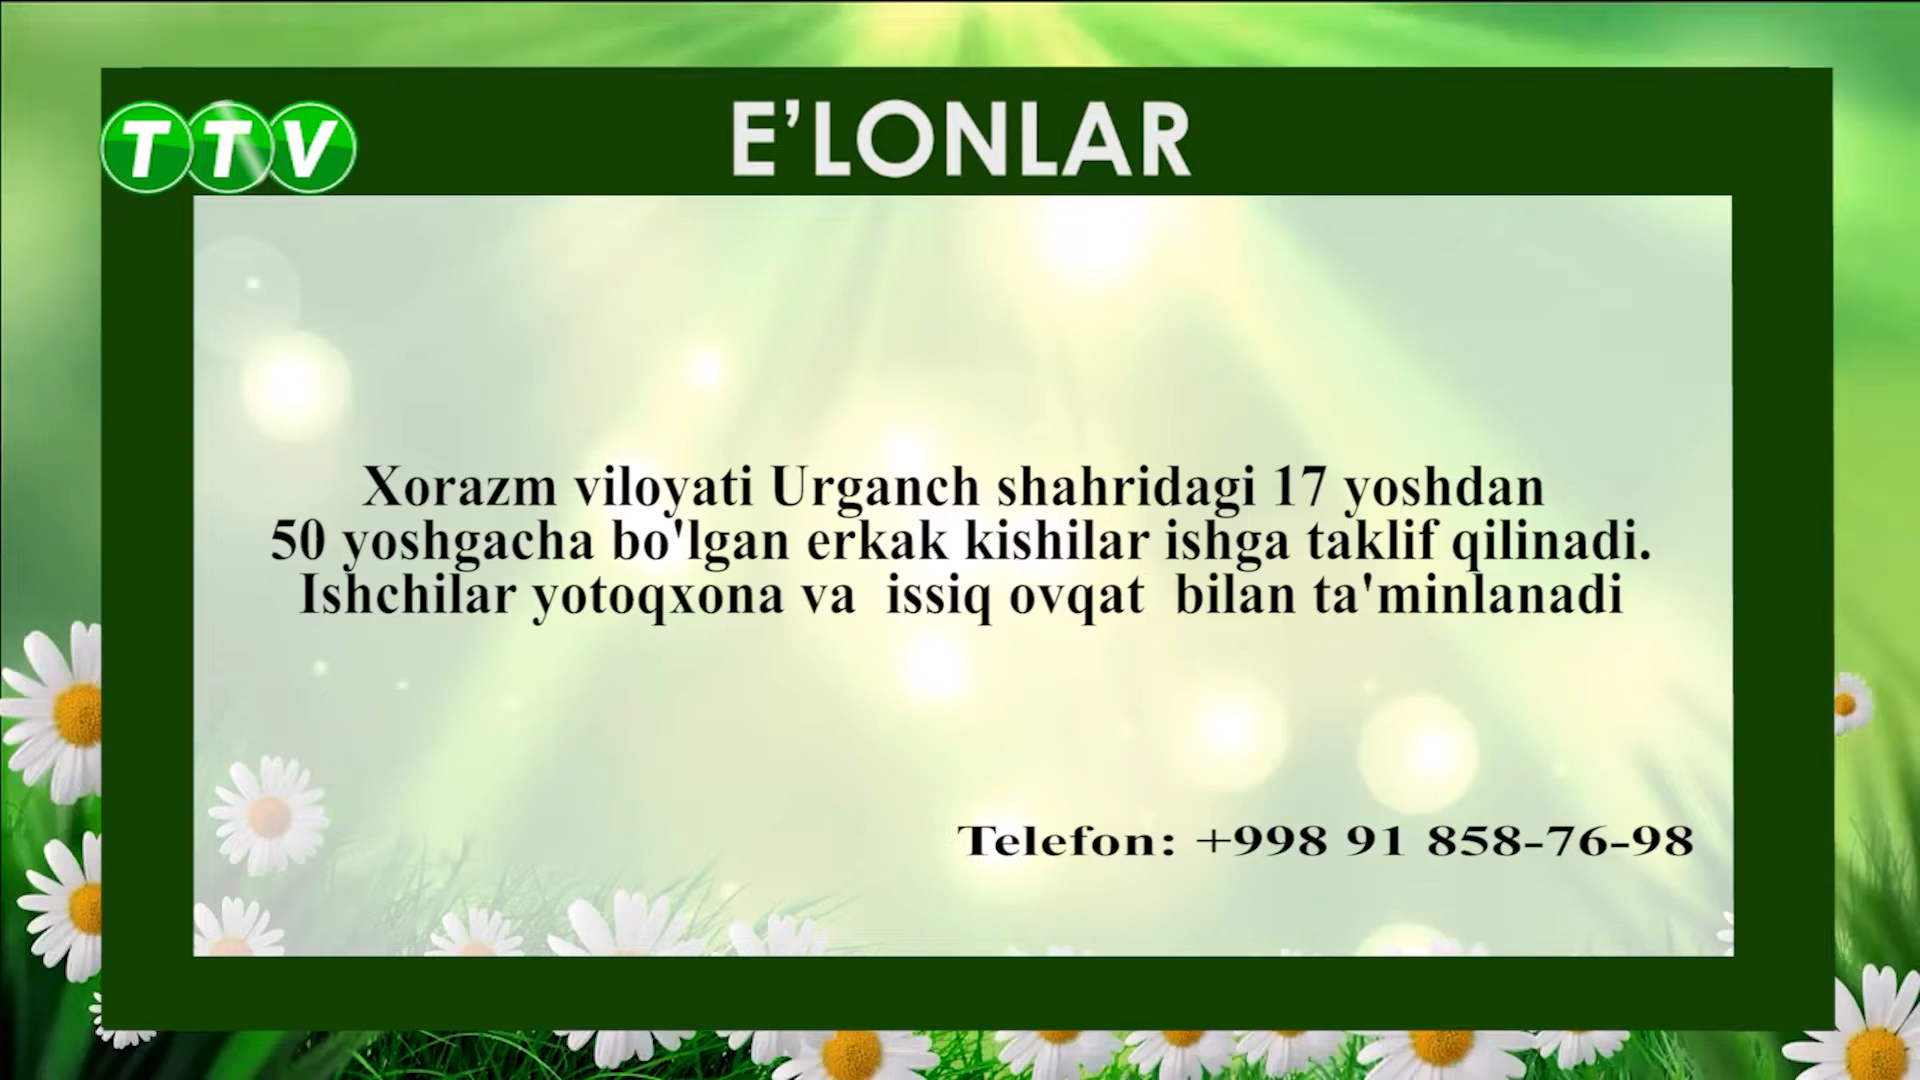 TTV
E’LONLAR
Xorazm viloyati Urganch shahridagi 17 yoshdan
50 yoshgacha bo'lgan erkak kishilar ishga taklif qilinadi.
Ishchilar yotoqxona va issiq ovqat bilan ta'minlanadi
Telefon: +998 91 858-76-98